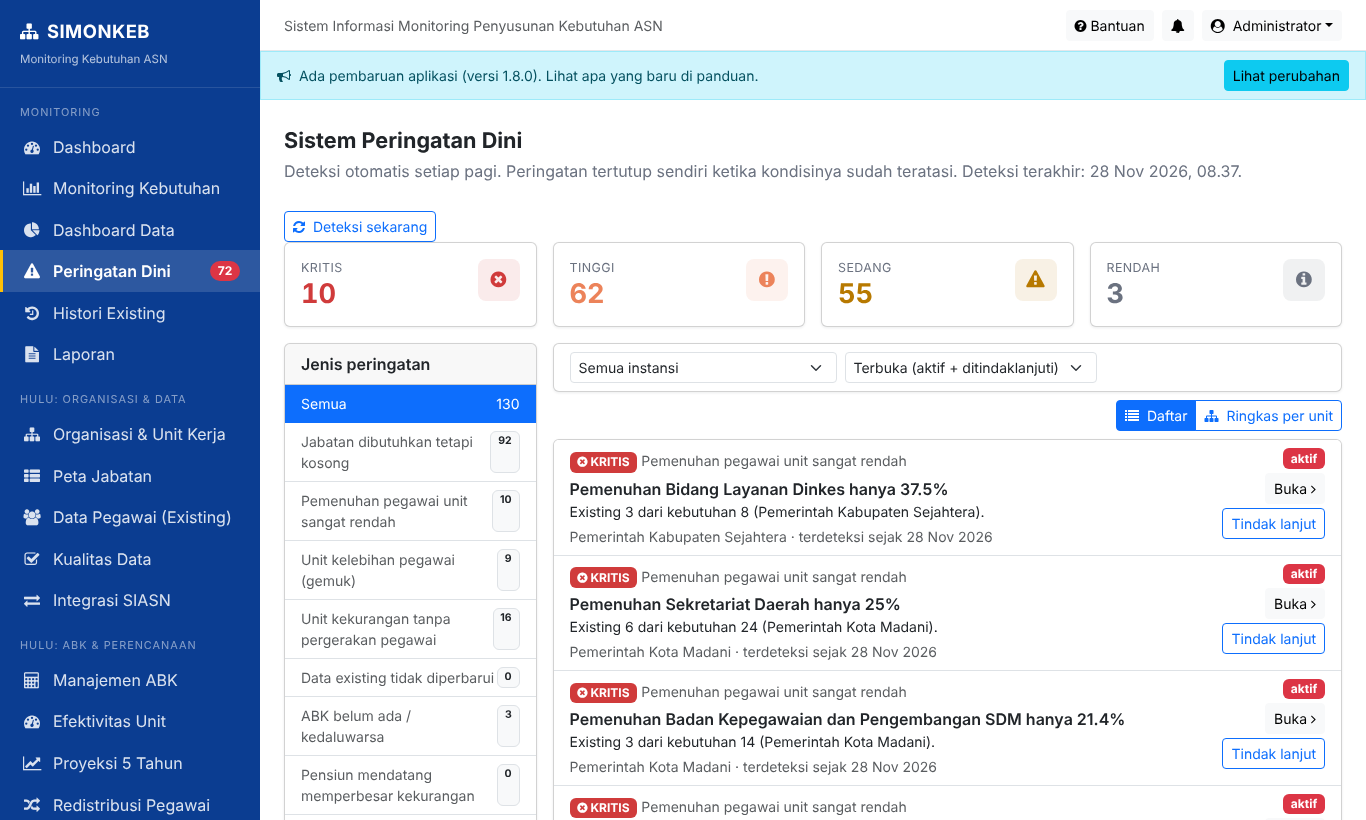 SIMONKEB
Monitoring Kebutuhan ASN
MONITORING
Dashboard
Monitoring Kebutuhan
Dashboard Data
Peringatan Dini 72
Histori Existing
Laporan
HULU: ORGANISASI & DATA
Organisasi & Unit Kerja
Peta Jabatan
Data Pegawai (Existing)
Kualitas Data
Integrasi SIASN
HULU: ABK & PERENCANAAN
Manajemen ABK
Efektivitas Unit
Proyeksi 5 Tahun
Redistribusi Pegawai
Sistem Informasi Monitoring Penyusunan Kebutuhan ASN
Bantuan
Administrator
Ada pembaruan aplikasi (versi 1.8.0). Lihat apa yang baru di panduan.
Lihat perubahan
Sistem Peringatan Dini
Deteksi otomatis setiap pagi. Peringatan tertutup sendiri ketika kondisinya sudah teratasi. Deteksi terakhir: 28 Nov 2026, 08.37.
Deteksi sekarang
KRITIS
10
TINGGI
62
SEDANG
55
RENDAH
3
Jenis peringatan
Semua 130
Jabatan dibutuhkan tetapi 92
kosong
Pemenuhan pegawai unit 10
sangat rendah
Unit kelebihan pegawai 9
(gemuk)
Unit kekurangan tanpa 16
pergerakan pegawai
Data existing tidak diperbarui 0
ABK belum ada / 3
kedaluwarsa
Pensiun mendatang 0
memperbesar kekurangan
Semua instansi
Terbuka (aktif + ditindaklanjuti)
Daftar
Ringkas per unit
KRITIS Pemenuhan pegawai unit sangat rendah
aktif
Pemenuhan Bidang Layanan Dinkes hanya 37.5%
Buka
Existing 3 dari kebutuhan 8 (Pemerintah Kabupaten Sejahtera).
Tindak lanjut
Pemerintah Kabupaten Sejahtera · terdeteksi sejak 28 Nov 2026
KRITIS Pemenuhan pegawai unit sangat rendah
aktif
Pemenuhan Sekretariat Daerah hanya 25%
Buka
Existing 6 dari kebutuhan 24 (Pemerintah Kota Madani).
Tindak lanjut
Pemerintah Kota Madani · terdeteksi sejak 28 Nov 2026
KRITIS Pemenuhan pegawai unit sangat rendah
aktif
Pemenuhan Badan Kepegawaian dan Pengembangan SDM hanya 21.4%
Buka
Existing 3 dari kebutuhan 14 (Pemerintah Kota Madani).
Tindak lanjut
Pemerintah Kota Madani · terdeteksi sejak 28 Nov 2026
KRITIS Pemenuhan pegawai unit sangat rendah
aktif